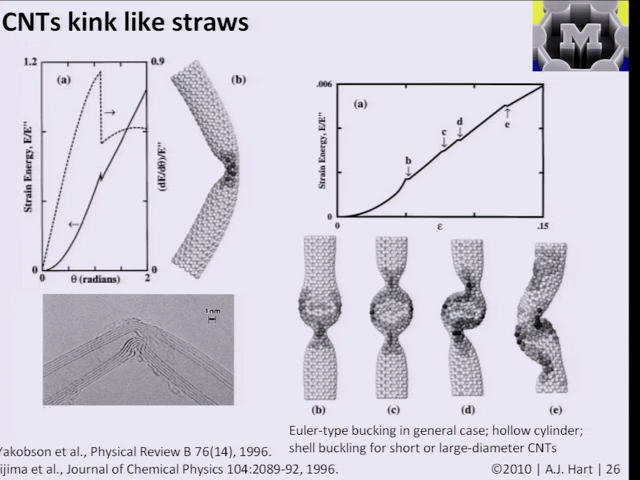 CNTs kink like straws
M
1.2
(a)
0.9
(b)
Strain Energy, E/E"
(dE/dθ)/E"
0
0
0
θ (radians)
2
.006
(a)
b
c
d
e
Strain Energy, E/E"
0
0
ε
.15
1 nm
(b)
(c)
(d)
(e)
Euler-type bucking in general case; hollow cylinder;
shell buckling for short or large-diameter CNTs
Yakobson et al., Physical Review B 76(14), 1996.
Iijima et al., Journal of Chemical Physics 104:2089-92, 1996.
©2010 | A.J. Hart | 26